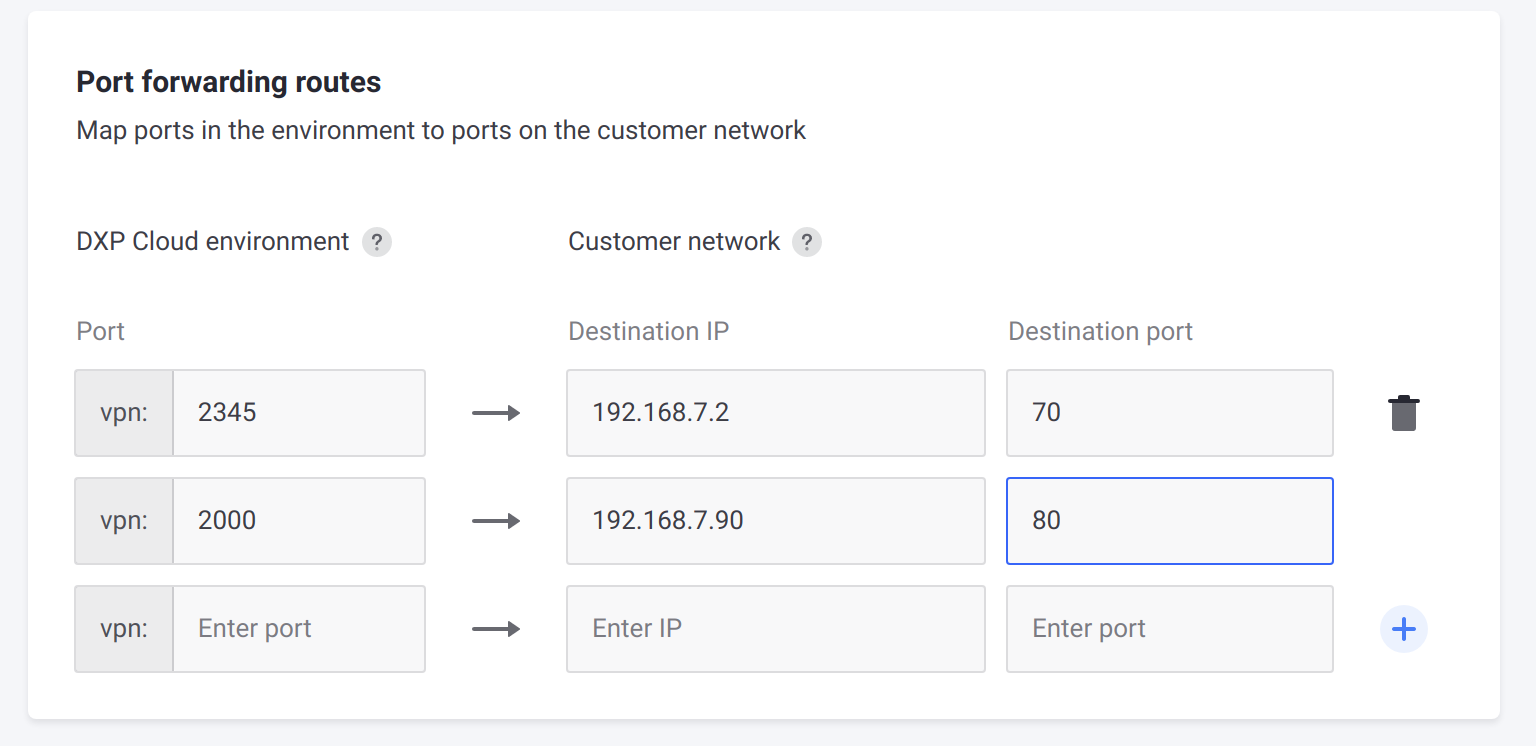 Port forwarding routes
Map ports in the environment to ports on the customer network
DXP Cloud environment ? Customer network ?
Port Destination IP Destination port
vpn: 2345 192.168.7.2 70
vpn: 2000 192.168.7.90 80
vpn: Enter port Enter IP Enter port